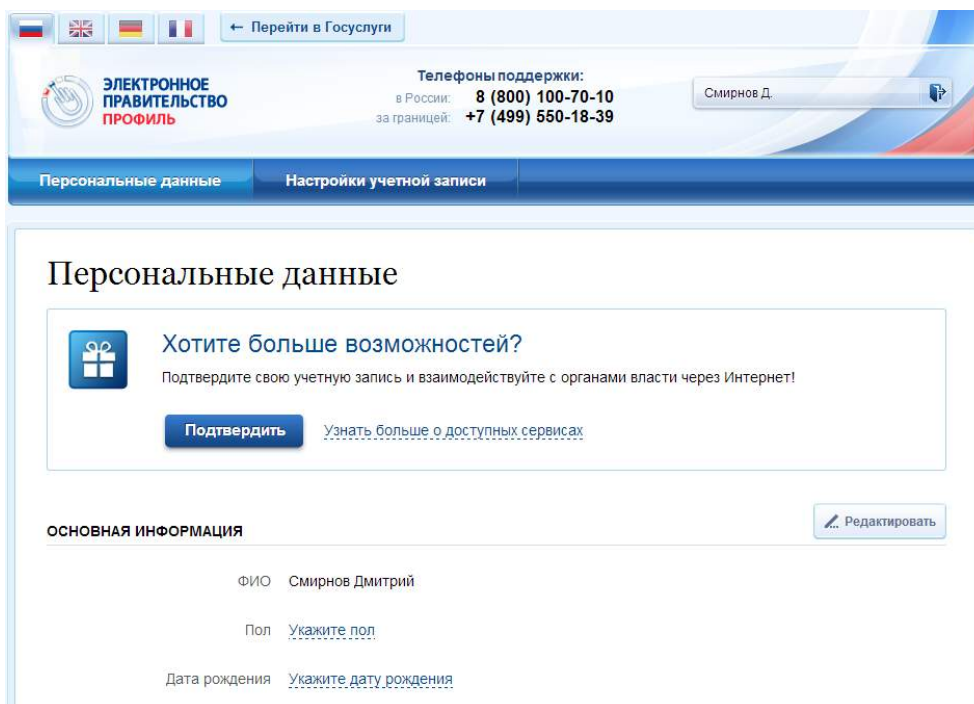 ← Перейти в Госуслуги
ЭЛЕКТРОННОЕ
ПРАВИТЕЛЬСТВО
ПРОФИЛЬ
Телефоны поддержки:
в России: 8 (800) 100-70-10
за границей: +7 (499) 550-18-39
Смирнов Д.
Персональные данные
Настройки учетной записи
Персональные данные
Хотите больше возможностей?
Подтвердите свою учетную запись и взаимодействуйте с органами власти через Интернет!
Подтвердить
Узнать больше о доступных сервисах
ОСНОВНАЯ ИНФОРМАЦИЯ
Редактировать
ФИО Смирнов Дмитрий
Пол Укажите пол
Дата рождения Укажите дату рождения